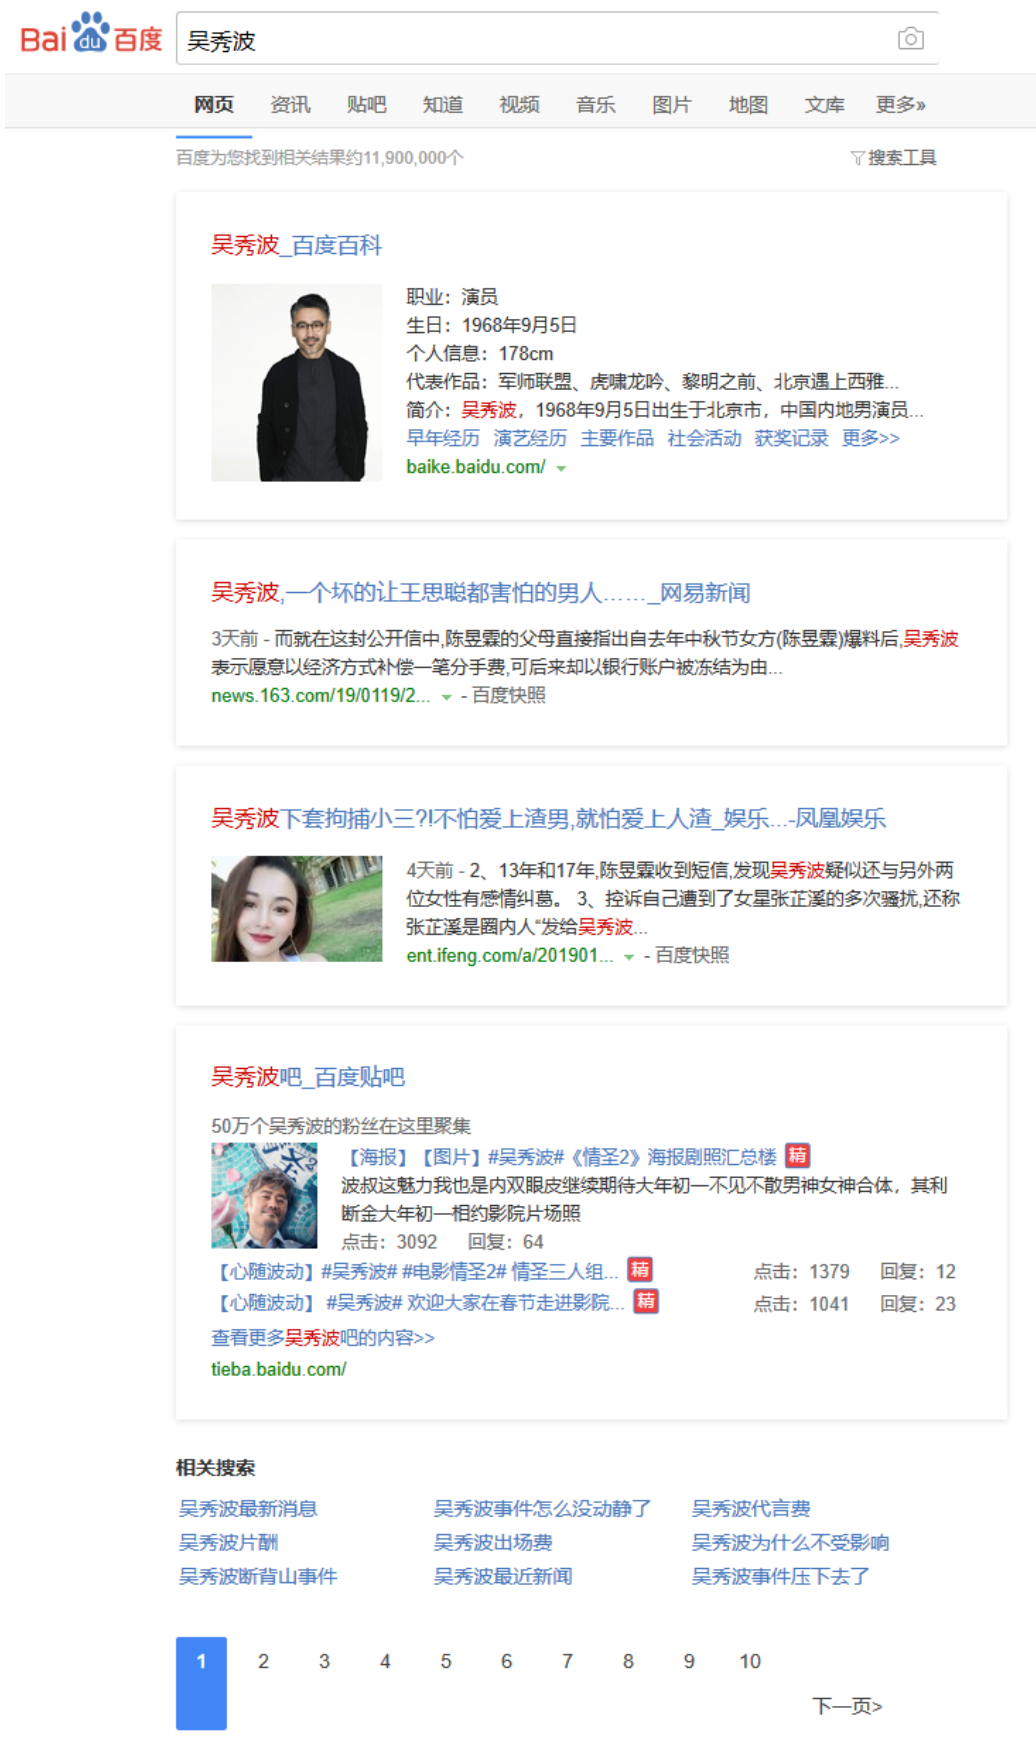 Bai du 百度
吴秀波
网页 资讯 贴吧 知道 视频 音乐 图片 地图 文库 更多»
百度为您找到相关结果约11,900,000个 搜索工具
吴秀波_百度百科
职业：演员
生日：1968年9月5日
个人信息：178cm
代表作品：军师联盟、虎啸龙吟、黎明之前、北京遇上西雅...
简介：吴秀波，1968年9月5日出生于北京市，中国内地男演员...
早年经历 演艺经历 主要作品 社会活动 获奖记录 更多>>
baike.baidu.com/
吴秀波,一个坏的让王思聪都害怕的男人……_网易新闻
3天前 - 而就在这封公开信中,陈昱霖的父母直接指出自去年中秋节女方(陈昱霖)爆料后,吴秀波
表示愿意以经济方式补偿一笔分手费,可后来却以银行账户被冻结为由...
news.163.com/19/0119/2... - 百度快照
吴秀波下套拘捕小三?!不怕爱上渣男,就怕爱上人渣_娱乐...-凤凰娱乐
4天前 - 2、13年和17年,陈昱霖收到短信,发现吴秀波疑似还与另外两
位女性有感情纠葛。 3、控诉自己遭到了女星张芷溪的多次骚扰,还称
张芷溪是圈内人“发给吴秀波...
ent.ifeng.com/a/201901... - 百度快照
吴秀波吧_百度贴吧
50万个吴秀波的粉丝在这里聚集
【海报】【图片】#吴秀波#《情圣2》海报剧照汇总楼 精
波叔这魅力我也是内双眼皮继续期待大年初一不见不散男神女神合体，其利
断金大年初一相约影院片场照
点击：3092 回复：64
【心随波动】#吴秀波# #电影情圣2# 情圣三人组... 精 点击：1379 回复：12
【心随波动】 #吴秀波# 欢迎大家在春节走进影院... 精 点击：1041 回复：23
查看更多吴秀波吧的内容>>
tieba.baidu.com/
相关搜索
吴秀波最新消息 吴秀波事件怎么没动静了 吴秀波代言费
吴秀波片酬 吴秀波出场费 吴秀波为什么不受影响
吴秀波断背山事件 吴秀波最近新闻 吴秀波事件压下去了
1 2 3 4 5 6 7 8 9 10
下一页>